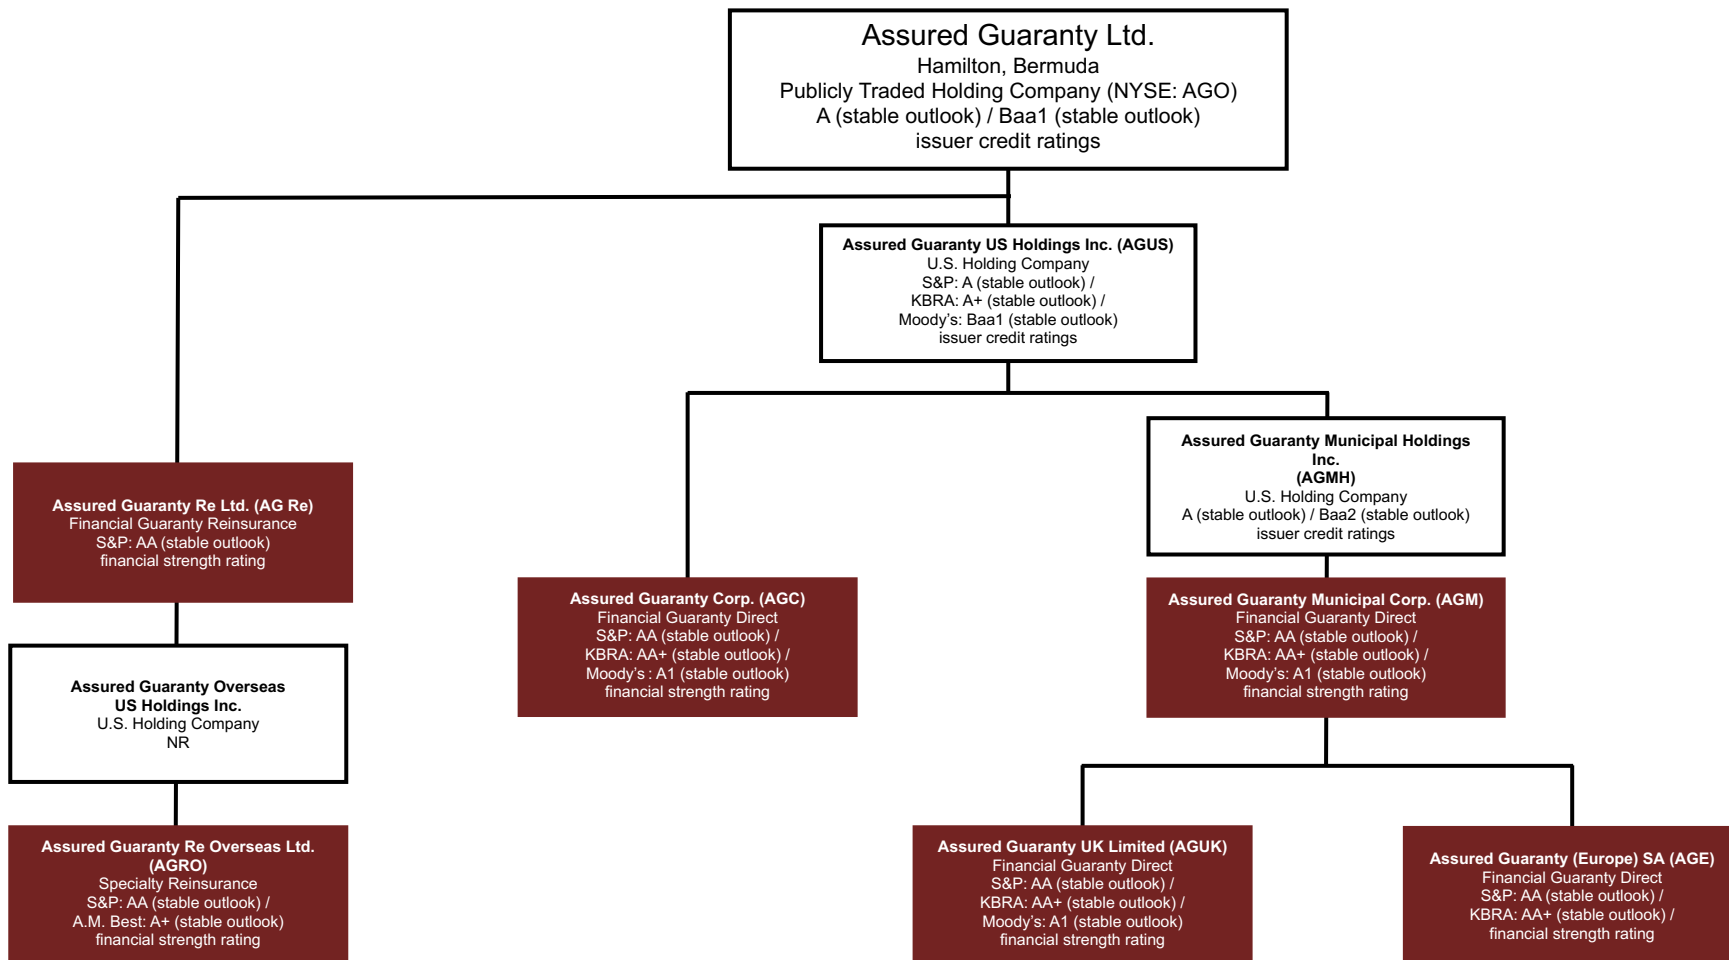 Assured Guaranty Ltd.
Hamilton, Bermuda
Publicly Traded Holding Company (NYSE: AGO)
A (stable outlook) / Baa1 (stable outlook)
issuer credit ratings
Assured Guaranty US Holdings Inc. (AGUS)
U.S. Holding Company
S&P: A (stable outlook) /
KBRA: A+ (stable outlook) /
Moody’s: Baa1 (stable outlook)
issuer credit ratings
Assured Guaranty Municipal Holdings
Inc.
(AGMH)
U.S. Holding Company
A (stable outlook) / Baa2 (stable outlook)
issuer credit ratings
Assured Guaranty Re Ltd. (AG Re)
Financial Guaranty Reinsurance
S&P: AA (stable outlook)
financial strength rating
Assured Guaranty Corp. (AGC)
Financial Guaranty Direct
S&P: AA (stable outlook) /
KBRA: AA+ (stable outlook) /
Moody’s : A1 (stable outlook)
financial strength rating
Assured Guaranty Municipal Corp. (AGM)
Financial Guaranty Direct
S&P: AA (stable outlook) /
KBRA: AA+ (stable outlook) /
Moody’s: A1 (stable outlook)
financial strength rating
Assured Guaranty Overseas
US Holdings Inc.
U.S. Holding Company
NR
Assured Guaranty Re Overseas Ltd.
(AGRO)
Specialty Reinsurance
S&P: AA (stable outlook) /
A.M. Best: A+ (stable outlook)
financial strength rating
Assured Guaranty UK Limited (AGUK)
Financial Guaranty Direct
S&P: AA (stable outlook) /
KBRA: AA+ (stable outlook) /
Moody’s: A1 (stable outlook)
financial strength rating
Assured Guaranty (Europe) SA (AGE)
Financial Guaranty Direct
S&P: AA (stable outlook) /
KBRA: AA+ (stable outlook) /
financial strength rating